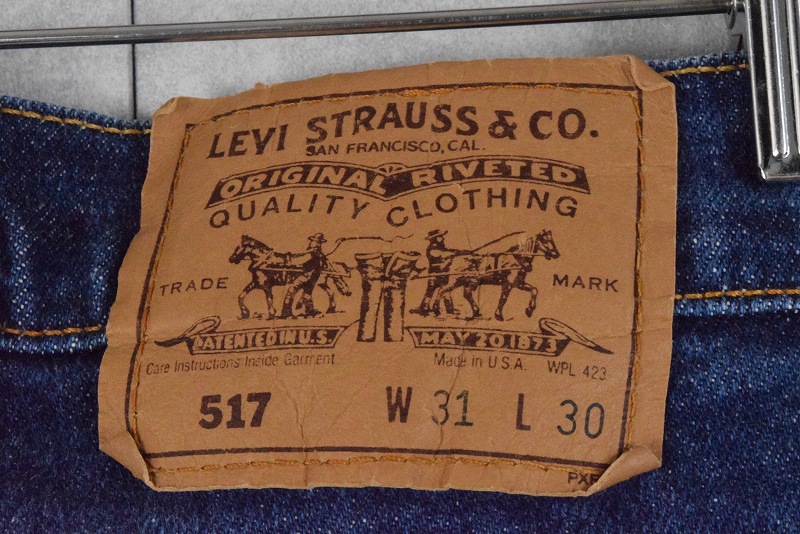 LEVI STRAUSS & CO.
SAN FRANCISCO, CAL.
ORIGINAL RIVETED
QUALITY CLOTHING
TRADE MARK
PATENTED IN U.S. MAY 20 1873
Care Instructions Inside Garment Made in U.S.A. WPL 423
517 W 31 L 30